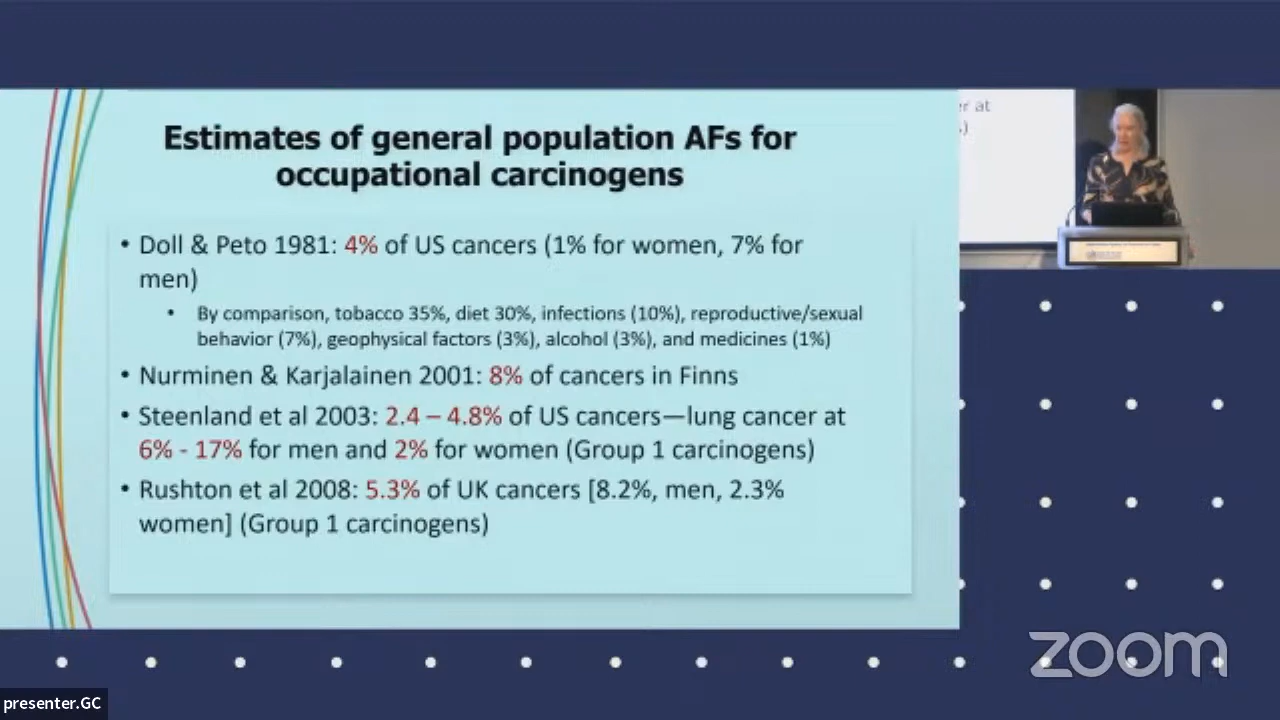 Estimates of general population AFs for
occupational carcinogens
• Doll & Peto 1981: 4% of US cancers (1% for women, 7% for
men)
• By comparison, tobacco 35%, diet 30%, infections (10%), reproductive/sexual
behavior (7%), geophysical factors (3%), alcohol (3%), and medicines (1%)
• Nurminen & Karjalainen 2001: 8% of cancers in Finns
• Steenland et al 2003: 2.4 – 4.8% of US cancers—lung cancer at
6% - 17% for men and 2% for women (Group 1 carcinogens)
• Rushton et al 2008: 5.3% of UK cancers [8.2%, men, 2.3%
women] (Group 1 carcinogens)
er at
)
zoom
presenter.GC